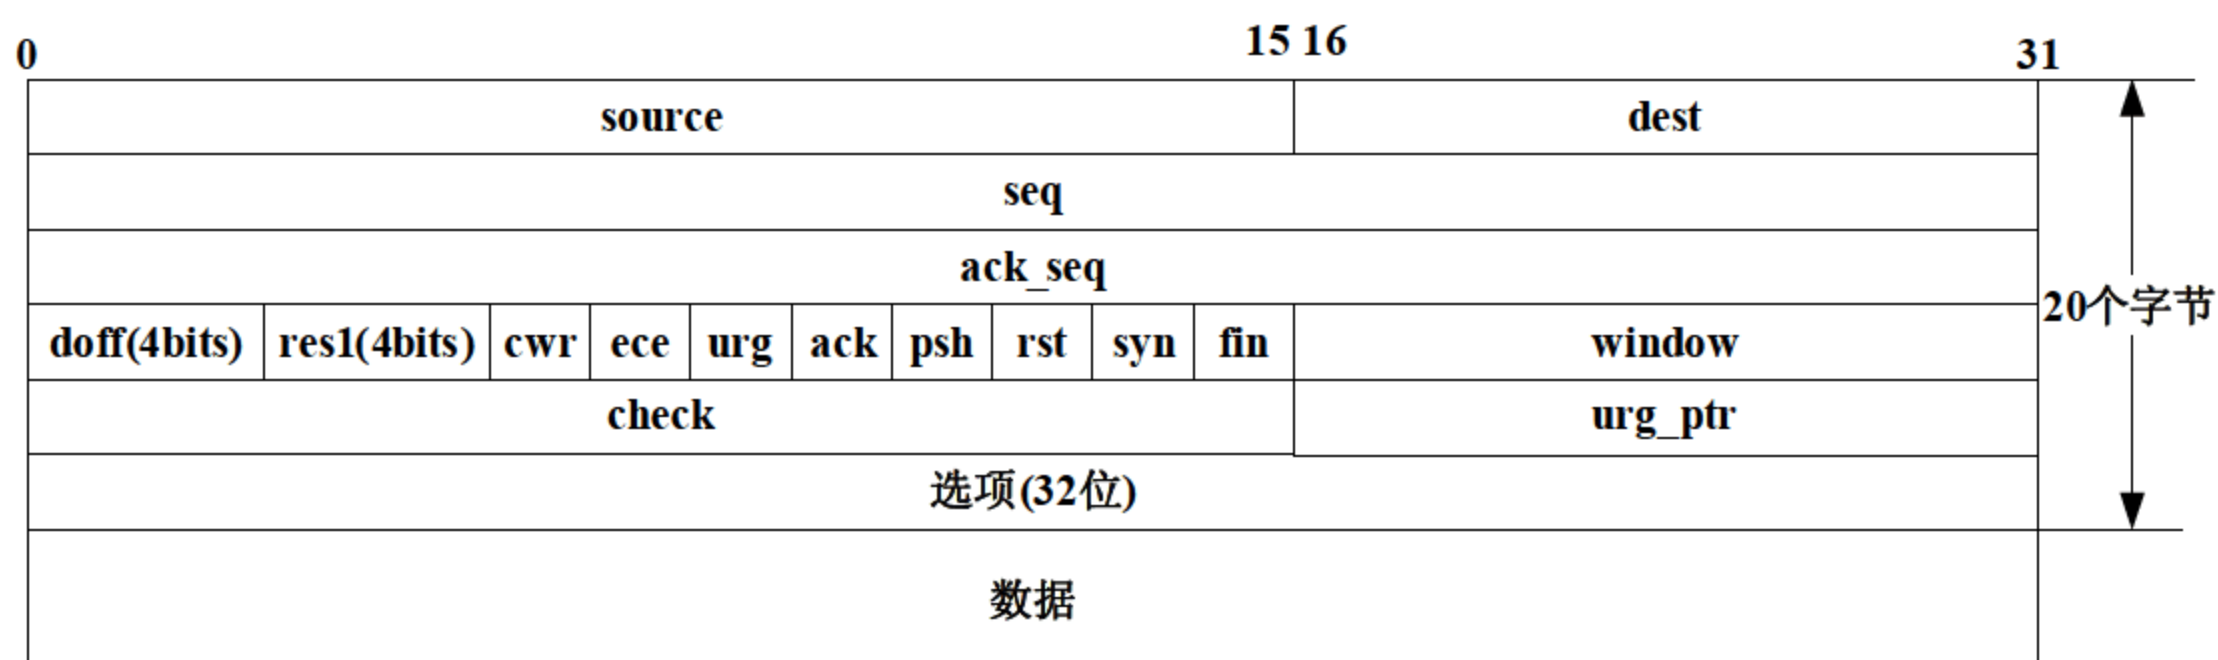 0 15 16 31
source dest
seq
ack_seq
20个字节
doff(4bits) res1(4bits) cwr ece urg ack psh rst syn fin window
check urg_ptr
选项(32位)
数据